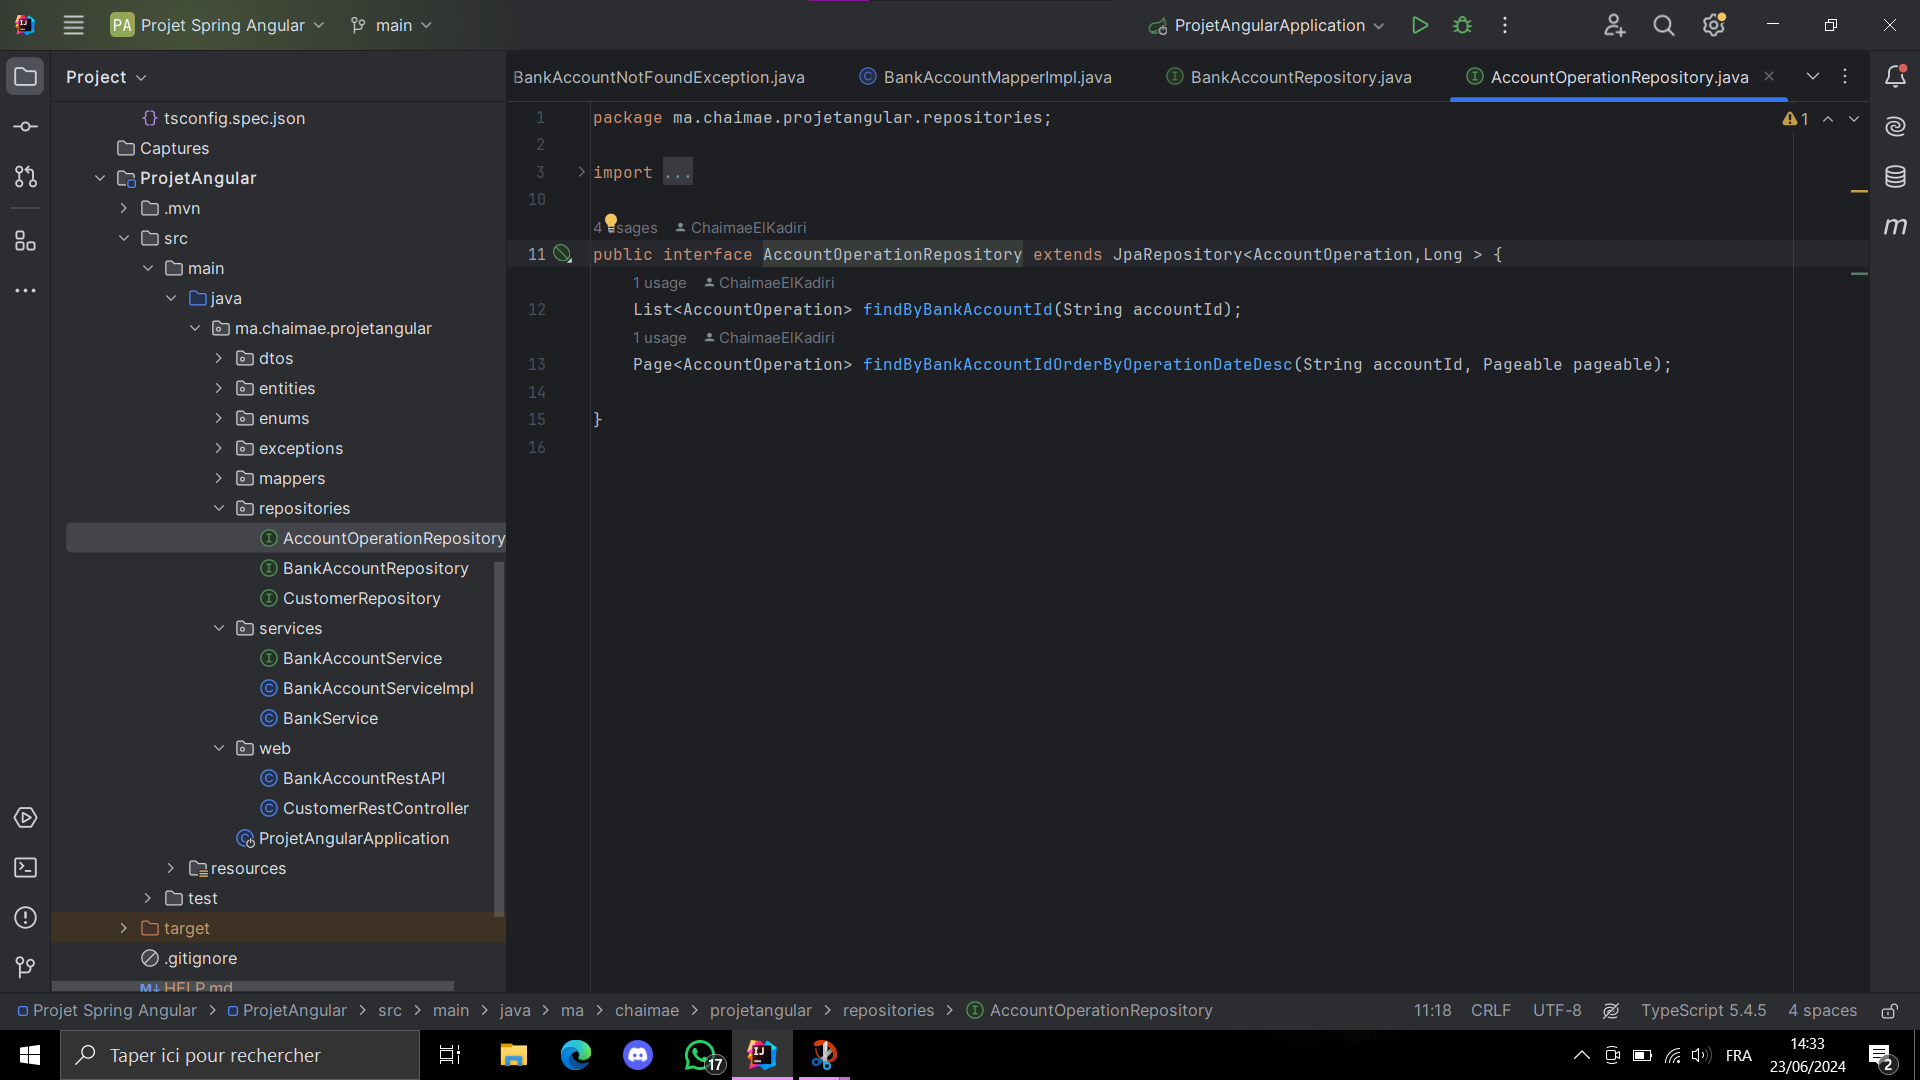 PA Projet Spring Angular main ProjetAngularApplication
Project
BankAccountNotFoundException.java BankAccountMapperImpl.java BankAccountRepository.java AccountOperationRepository.java
tsconfig.spec.json
Captures
ProjetAngular
.mvn
src
main
java
ma.chaimae.projetangular
dtos
entities
enums
exceptions
mappers
repositories
AccountOperationRepository
BankAccountRepository
CustomerRepository
services
BankAccountService
BankAccountServiceImpl
BankService
web
BankAccountRestAPI
CustomerRestController
ProjetAngularApplication
resources
test
target
.gitignore
M↓ HELP.md
1 package ma.chaimae.projetangular.repositories;
1
2
3 import ...
10
4 usages ChaimaeElKadiri
11 public interface AccountOperationRepository extends JpaRepository<AccountOperation,Long > {
1 usage ChaimaeElKadiri
12 List<AccountOperation> findByBankAccountId(String accountId);
1 usage ChaimaeElKadiri
13 Page<AccountOperation> findByBankAccountIdOrderByOperationDateDesc(String accountId, Pageable pageable);
14
15 }
16
Projet Spring Angular > ProjetAngular > src > main > java > ma > chaimae > projetangular > repositories > AccountOperationRepository
11:18 CRLF UTF-8 TypeScript 5.4.5 4 spaces
Taper ici pour rechercher
17
FRA
14:33
23/06/2024
2